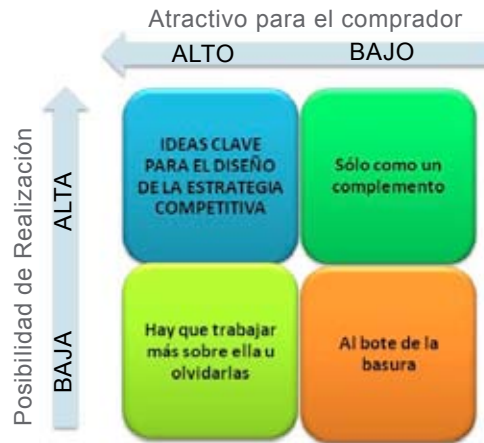 Atractivo para el comprador
ALTO BAJO
Posibilidad de Realización
ALTA
BAJA
IDEAS CLAVE
PARA EL DISEÑO
DE LA ESTRATEGIA
COMPETITIVA
Sólo como un
complemento
Hay que trabajar
más sobre ella u
olvidarlas
Al bote de la
basura